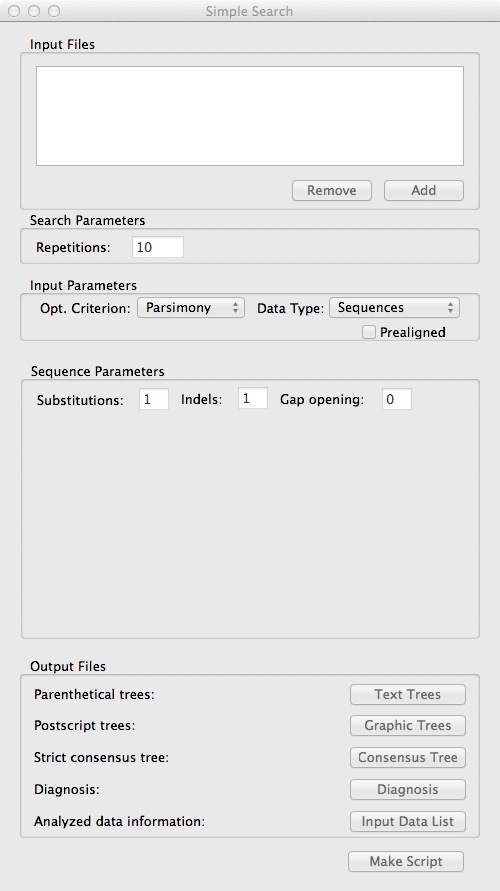 Simple Search
Input Files
Remove Add
Search Parameters
Repetitions: 10
Input Parameters
Opt. Criterion: Parsimony Data Type: Sequences
Prealigned
Sequence Parameters
Substitutions: 1 Indels: 1 Gap opening: 0
Output Files
Parenthetical trees: Text Trees
Postscript trees: Graphic Trees
Strict consensus tree: Consensus Tree
Diagnosis: Diagnosis
Analyzed data information: Input Data List
Make Script